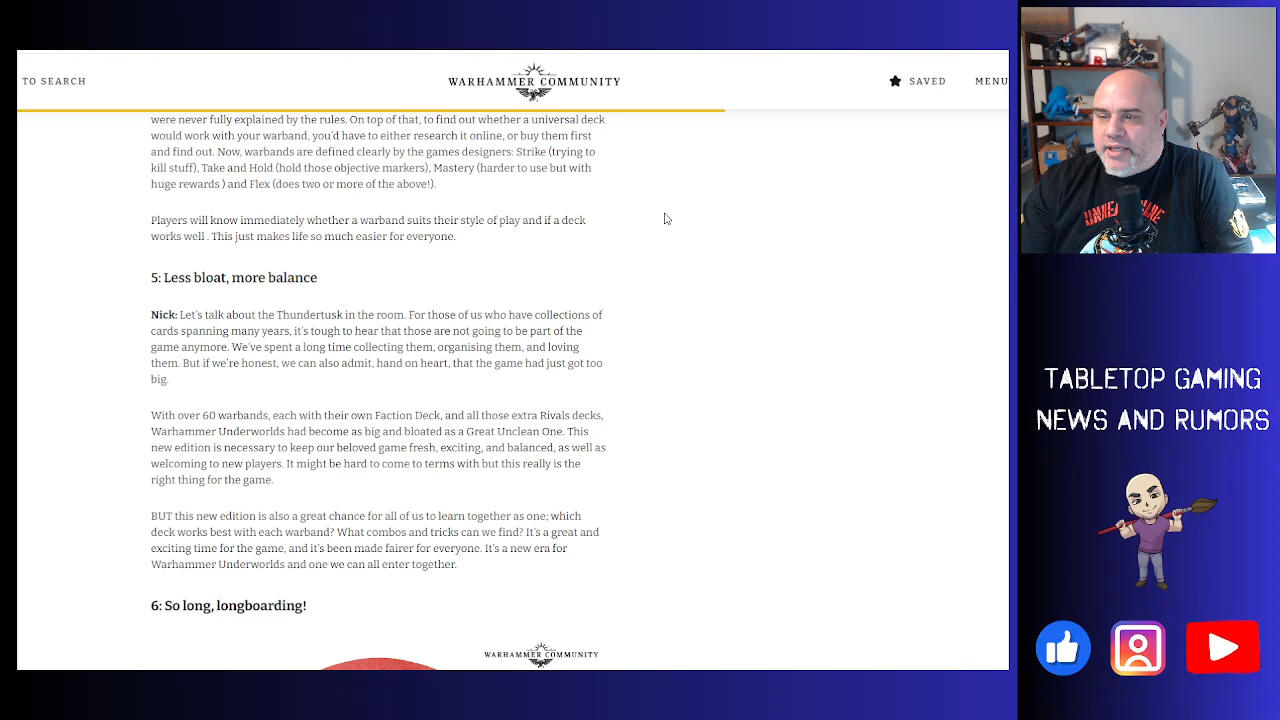 TO SEARCH
WARHAMMER COMMUNITY
SAVED
MENU
were never fully explained by the rules. On top of that, to find out whether a universal deck
would work with your warband, you'd have to either research it online, or buy them first
and find out. Now, warbands are defined clearly by the games designers: Strike (trying to
kill stuff), Take and Hold (hold those objective markers), Mastery (harder to use but with
huge rewards ) and Flex (does two or more of the above!).
Players will know immediately whether a warband suits their style of play and if a deck
works well . This just makes life so much easier for everyone.
5: Less bloat, more balance
Nick: Let's talk about the Thundertusk in the room. For those of us who have collections of
cards spanning many years, it's tough to hear that those are not going to be part of the
game anymore. We've spent a long time collecting them, organising them, and loving
them. But if we're honest, we can also admit, hand on heart, that the game had just got too
big.
With over 60 warbands, each with their own Faction Deck, and all those extra Rivals decks,
Warhammer Underworlds had become as big and bloated as a Great Unclean One. This
new edition is necessary to keep our beloved game fresh, exciting, and balanced, as well as
welcoming to new players. It might be hard to come to terms with but this really is the
right thing for the game.
BUT this new edition is also a great chance for all of us to learn together as one; which
deck works best with each warband? What combos and tricks can we find? It's a great and
exciting time for the game, and it's been made fairer for everyone. It's a new era for
Warhammer Underworlds and one we can all enter together.
6: So long, longboarding!
WARHAMMER COMMUNITY
TABLETOP GAMING
NEWS AND RUMORS